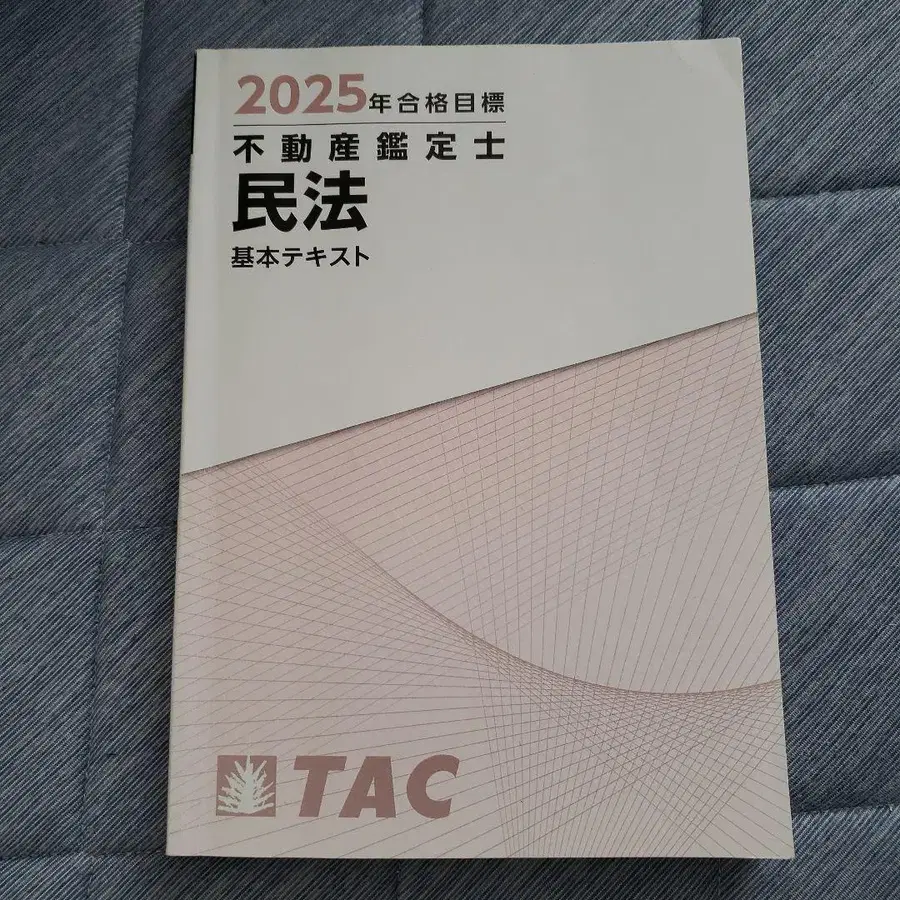 2025年合格目標
不動産鑑定士
民法
基本テキスト
TAC